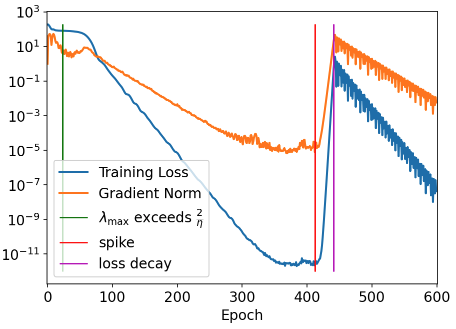 10³
10¹
10⁻¹
10⁻³
10⁻⁵
10⁻⁷
10⁻⁹
10⁻¹¹
Training Loss
Gradient Norm
λmax exceeds 2/η
spike
loss decay
0 100 200 300 400 500 600
Epoch